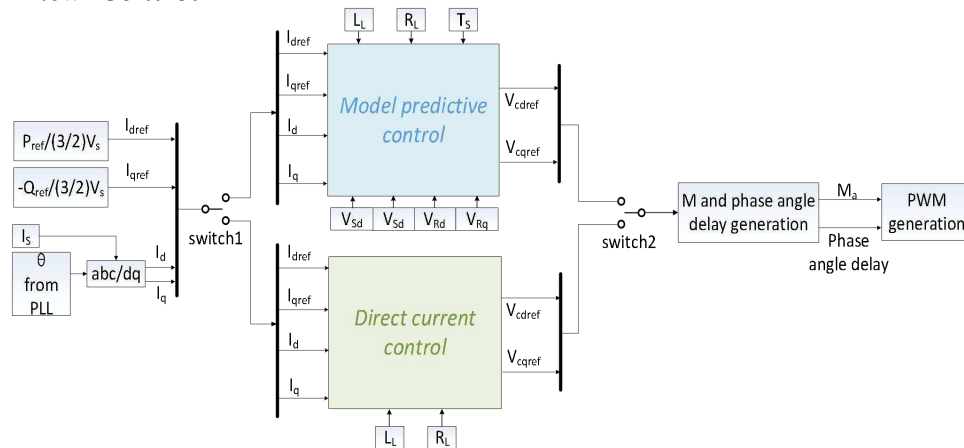 L_L
R_L
T_S
I_dref
I_qref
I_d
I_q
Model predictive
control
V_cdref
V_cqref
V_Sd
V_Sd
V_Rd
V_Rq
P_ref/(3/2)V_s
I_dref
-Q_ref/(3/2)V_s
I_qref
I_s
θ
from
PLL
abc/dq
I_d
I_q
switch1
switch2
M and phase angle
delay generation
M_a
Phase
angle delay
PWM
generation
I_dref
I_qref
I_d
I_q
Direct current
control
V_cdref
V_cqref
L_L
R_L